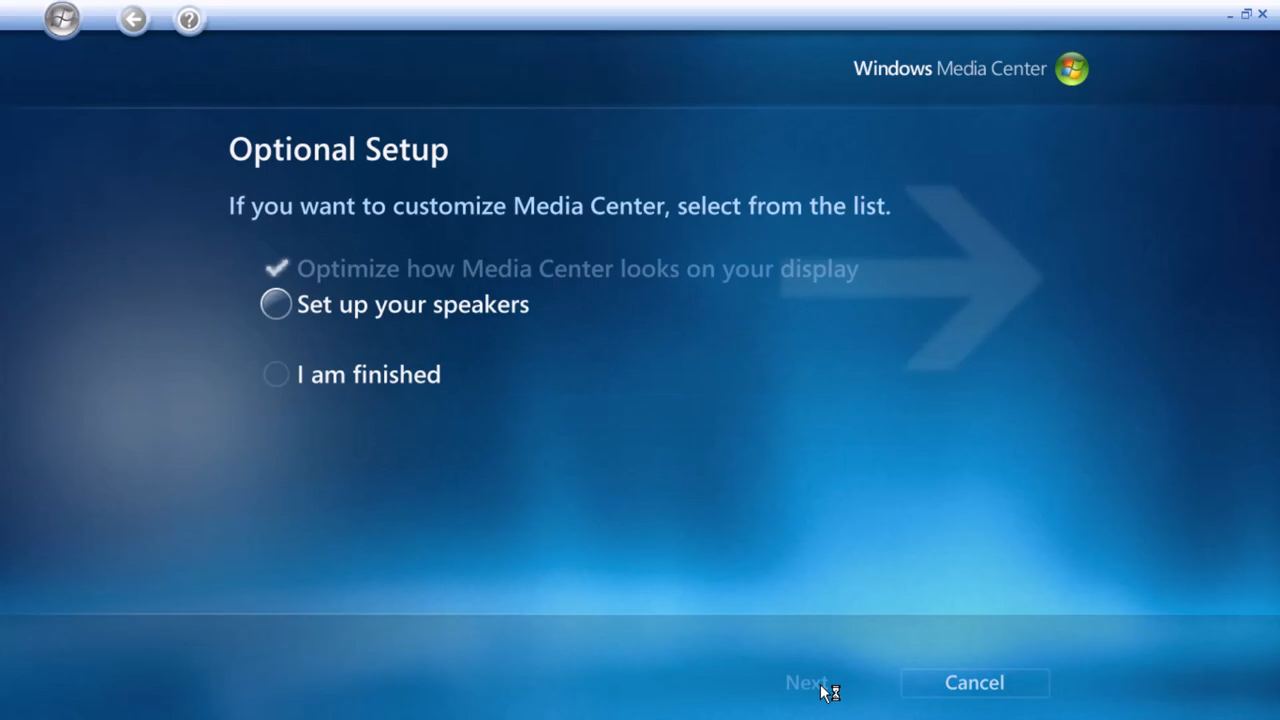 Windows Media Center
Optional Setup
If you want to customize Media Center, select from the list.
Optimize how Media Center looks on your display
Set up your speakers
I am finished
Next
Cancel